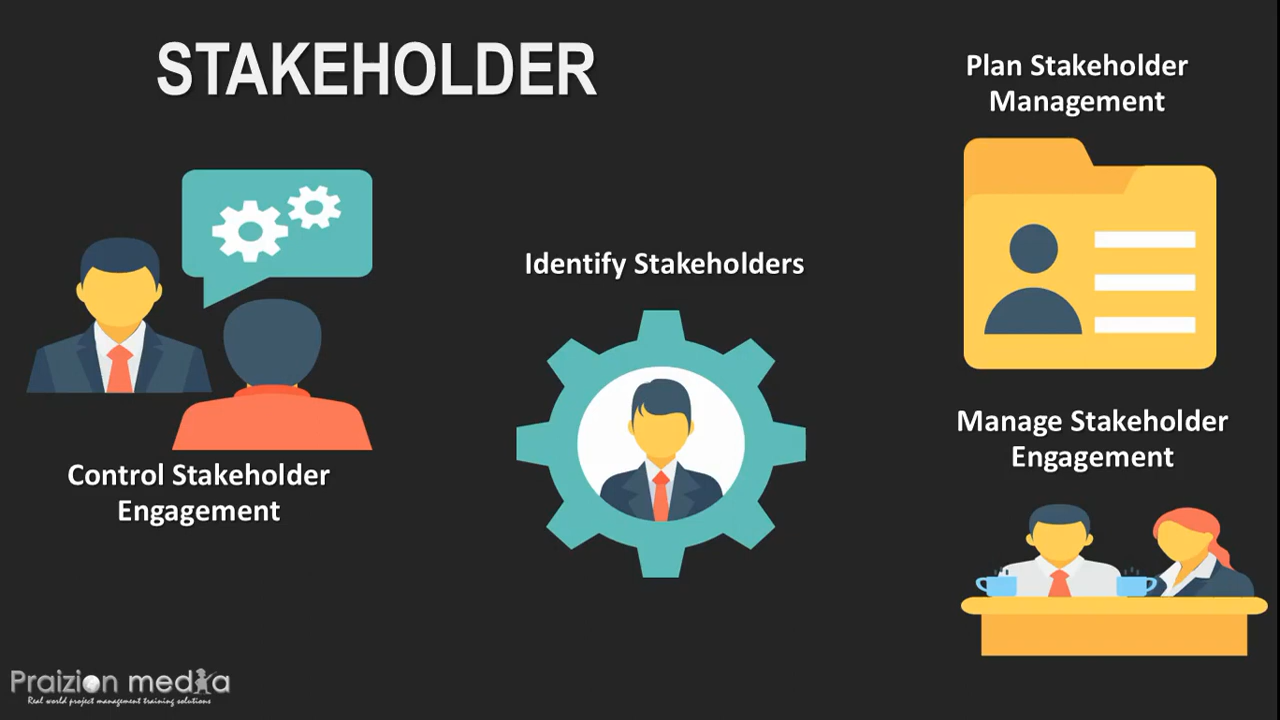 STAKEHOLDER
Plan Stakeholder
Management
Identify Stakeholders
Manage Stakeholder
Engagement
Control Stakeholder
Engagement
Praizion media
Real world project management training solutions